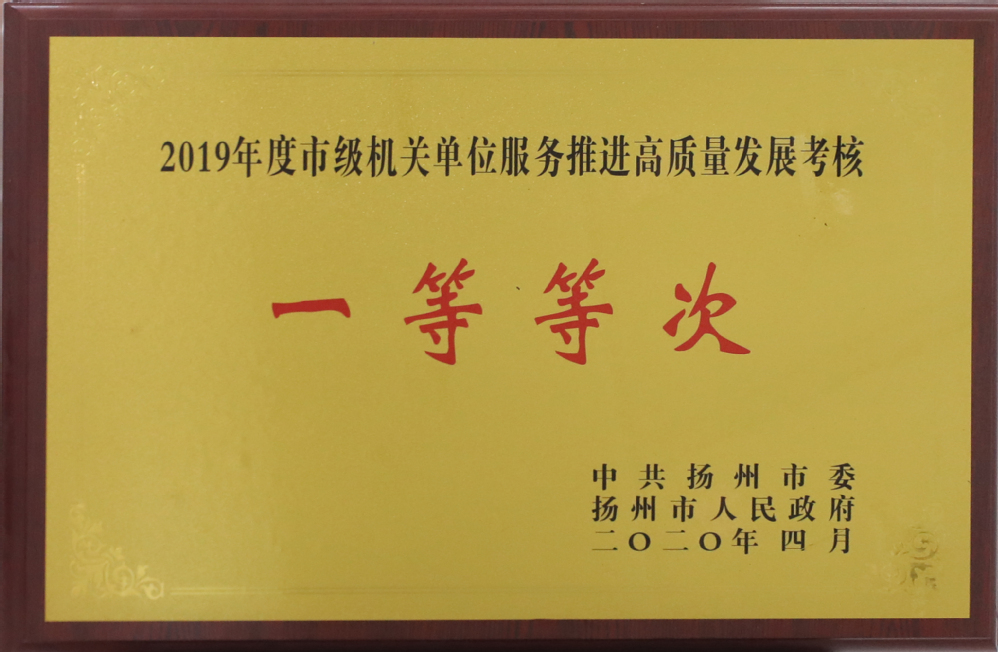 2019年度市级机关单位服务推进高质量发展考核
一等等次
中共扬州市委
扬州市人民政府
二〇二〇年四月